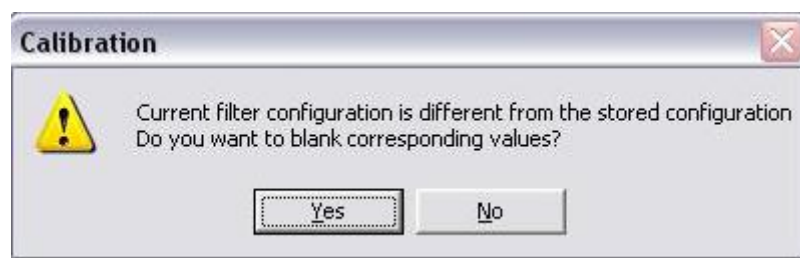 Calibration
Current filter configuration is different from the stored configuration
Do you want to blank corresponding values?
Yes
No